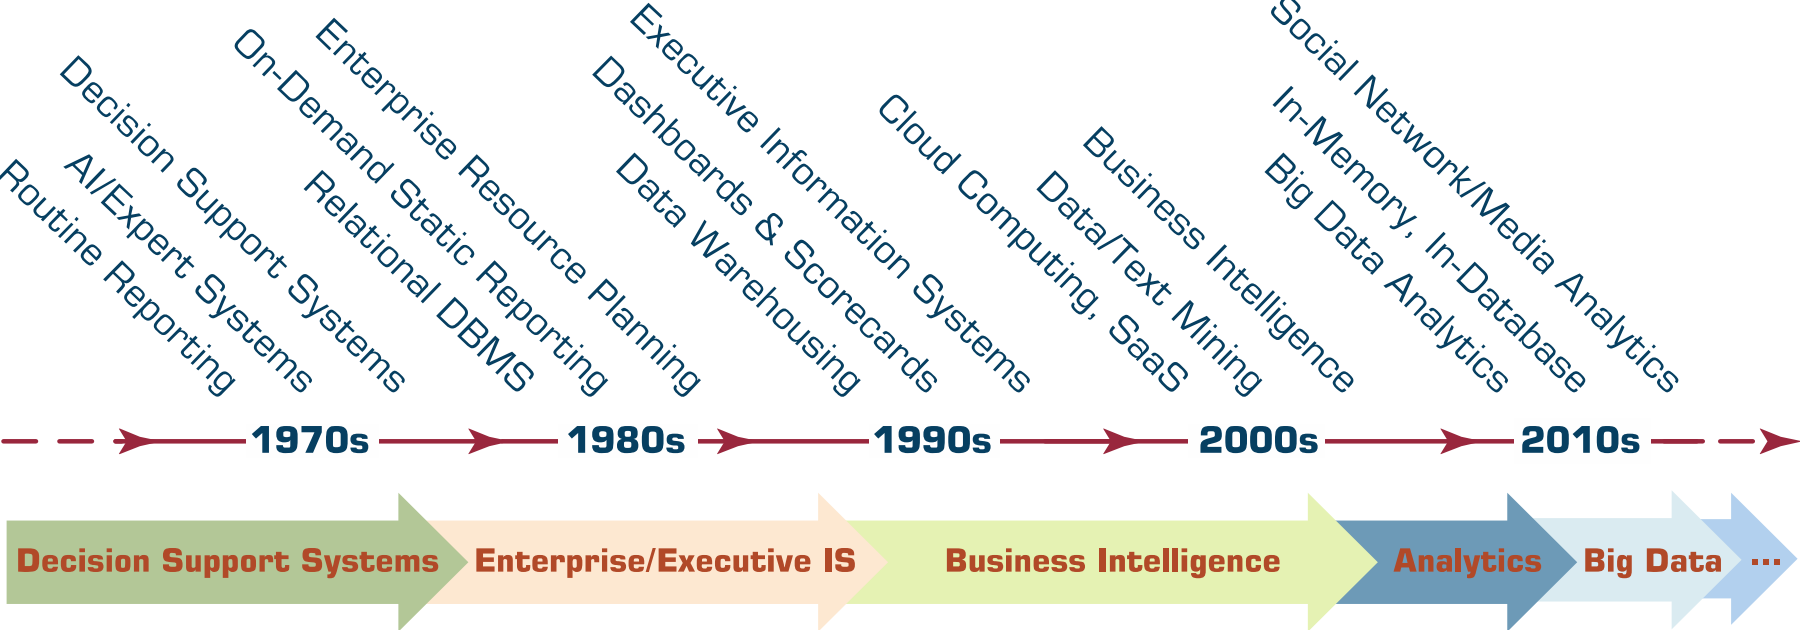 Routine Reporting
AI/Expert Systems
Decision Support Systems
Relational DBMS
On-Demand Static Reporting
Enterprise Resource Planning
Data Warehousing
Dashboards & Scorecards
Executive Information Systems
Cloud Computing, SaaS
Data/Text Mining
Business Intelligence
Big Data Analytics
In-Memory, In-Database
Social Network/Media Analytics
1970s
1980s
1990s
2000s
2010s
Decision Support Systems
Enterprise/Executive IS
Business Intelligence
Analytics
Big Data
...